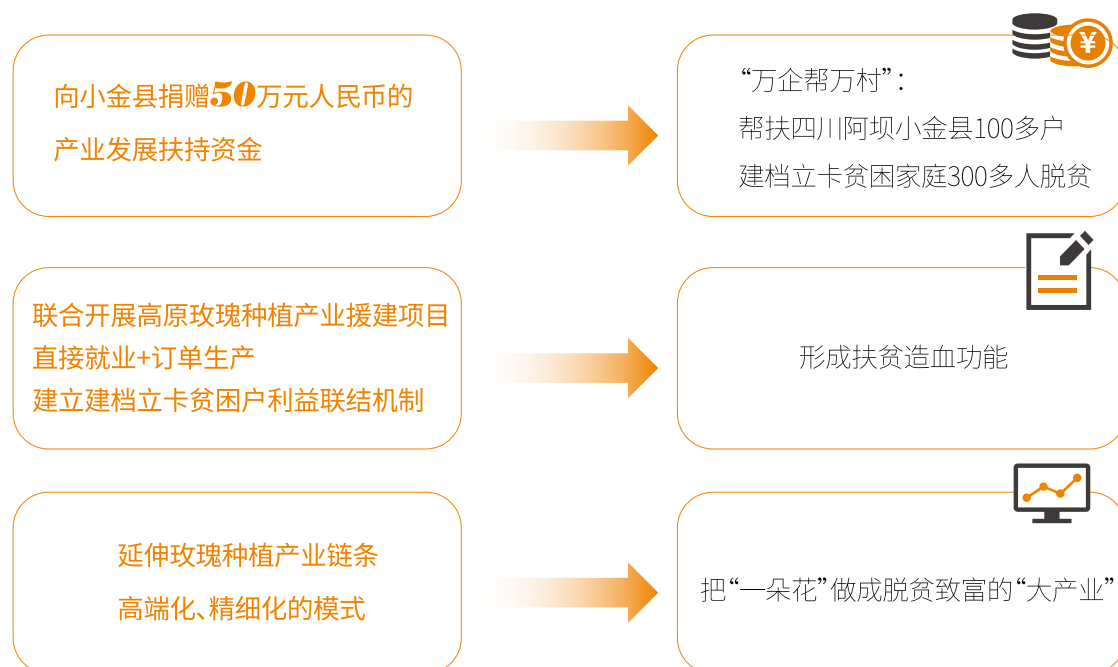 向小金县捐赠50万元人民币的
产业发展扶持资金
¥
“万企帮万村”：
帮扶四川阿坝小金县100多户
建档立卡贫困家庭300多人脱贫
联合开展高原玫瑰种植产业援建项目
直接就业+订单生产
建立建档立卡贫困户利益联结机制
形成扶贫造血功能
延伸玫瑰种植产业链条
高端化、精细化的模式
把“一朵花”做成脱贫致富的“大产业”